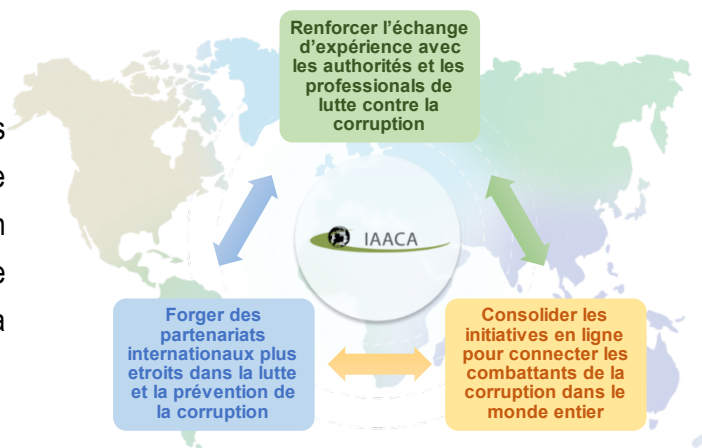 Renforcer l'échange
d'expérience avec
les authorités et les
professionals de
lutte contre la
corruption
s
e
n
e
a
IAACA
Forger des
partenariats
internationaux plus
etroits dans la lutte
et la prévention de
la corruption
Consolider les
initiatives en ligne
pour connecter les
combattants de la
corruption dans le
monde entier